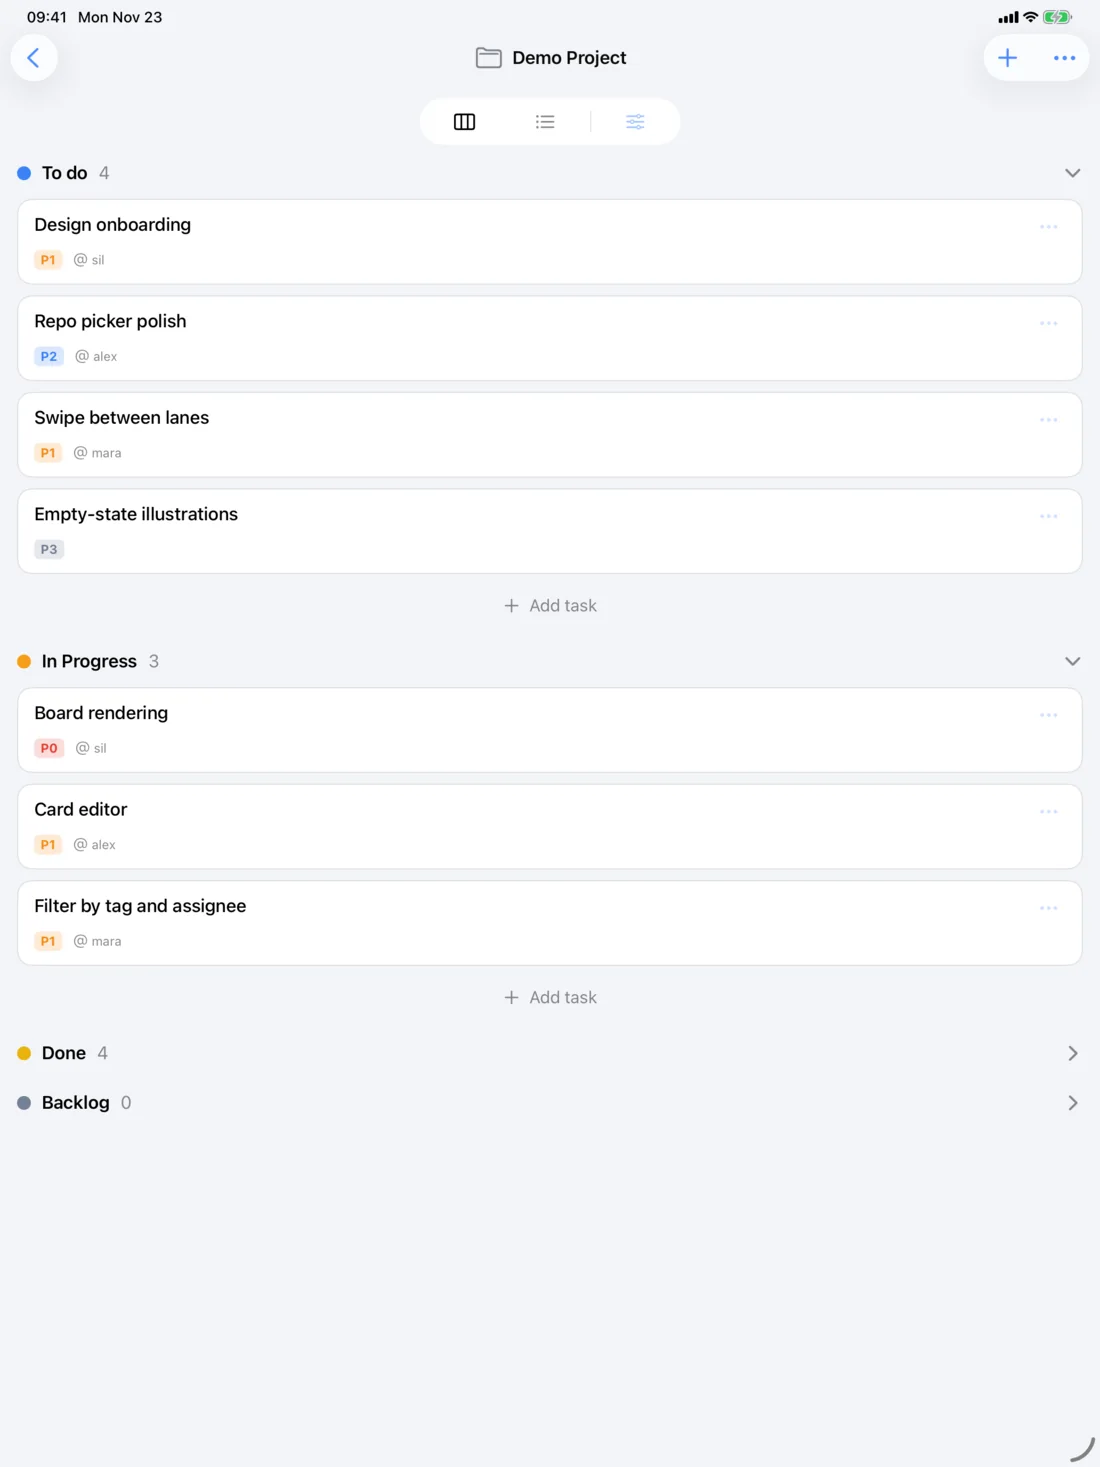 09:41 Mon Nov 23
Demo Project
To do 4
Design onboarding
P1 @ sil
Repo picker polish
P2 @ alex
Swipe between lanes
P1 @ mara
Empty-state illustrations
P3
+ Add task
In Progress 3
Board rendering
P0 @ sil
Card editor
P1 @ alex
Filter by tag and assignee
P1 @ mara
+ Add task
Done 4
Backlog 0